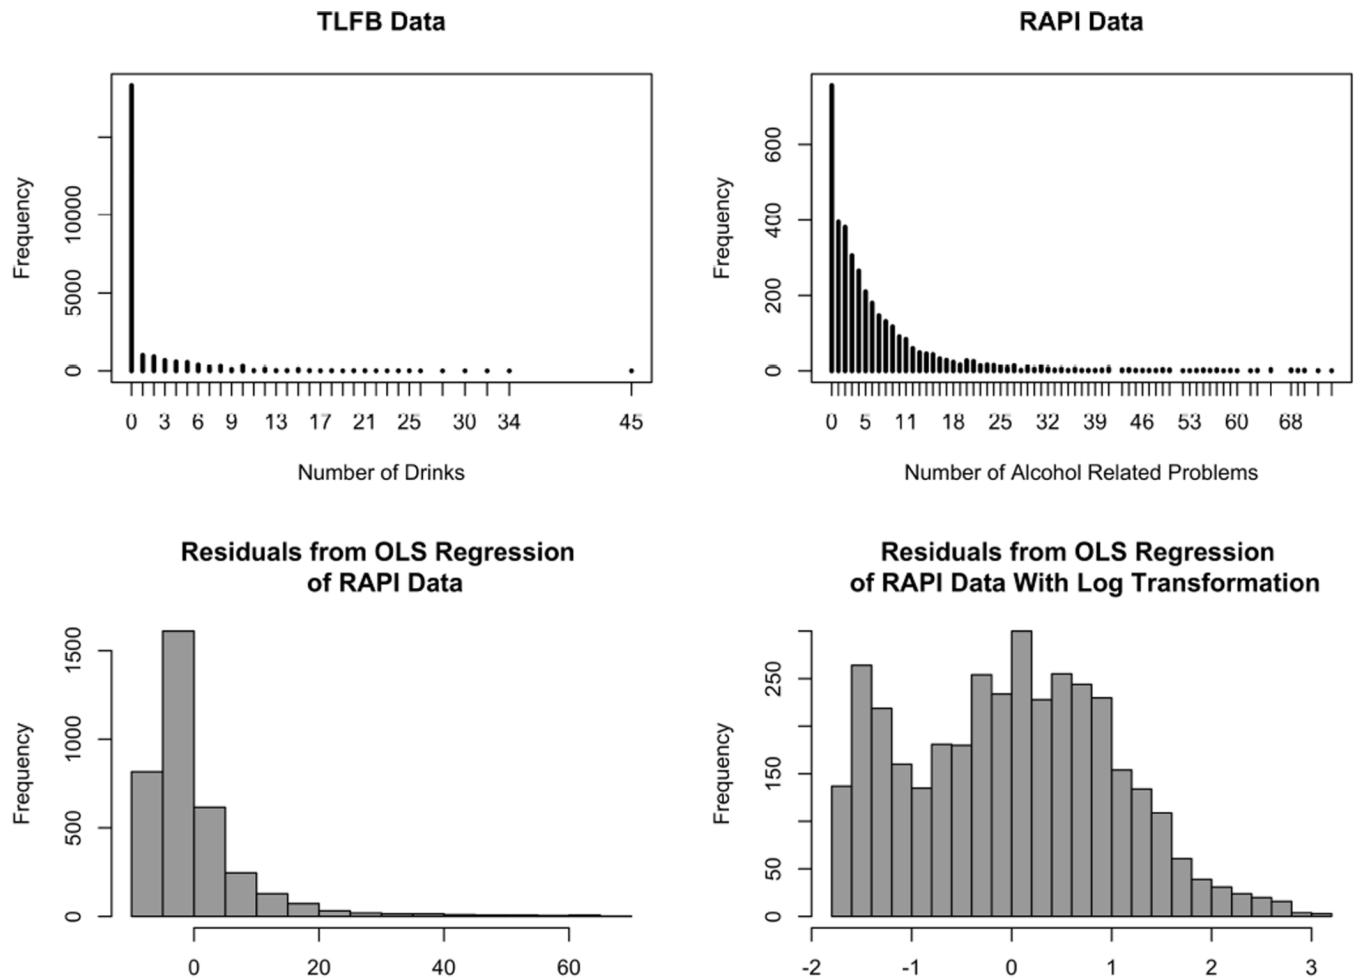 TLFB Data
Frequency
0 5000 10000
0 3 6 9 13 17 21 25 30 34 45
Number of Drinks
RAPI Data
Frequency
0 200 400 600
0 5 11 18 25 32 39 46 53 60 68
Number of Alcohol Related Problems
Residuals from OLS Regression
of RAPI Data
Frequency
0 500 1000 1500
0 20 40 60
Residuals from OLS Regression
of RAPI Data With Log Transformation
Frequency
0 50 150 250
-2 -1 0 1 2 3